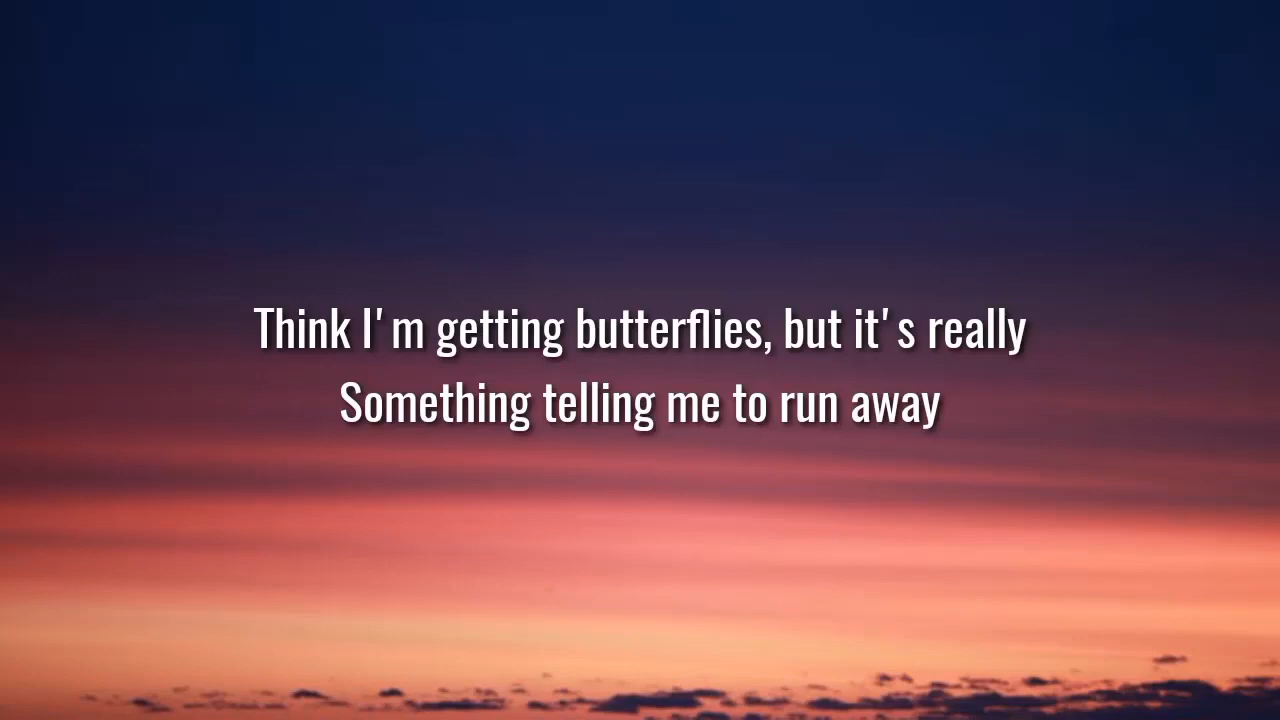 Think I'm getting butterflies, but it's really
Something telling me to run away